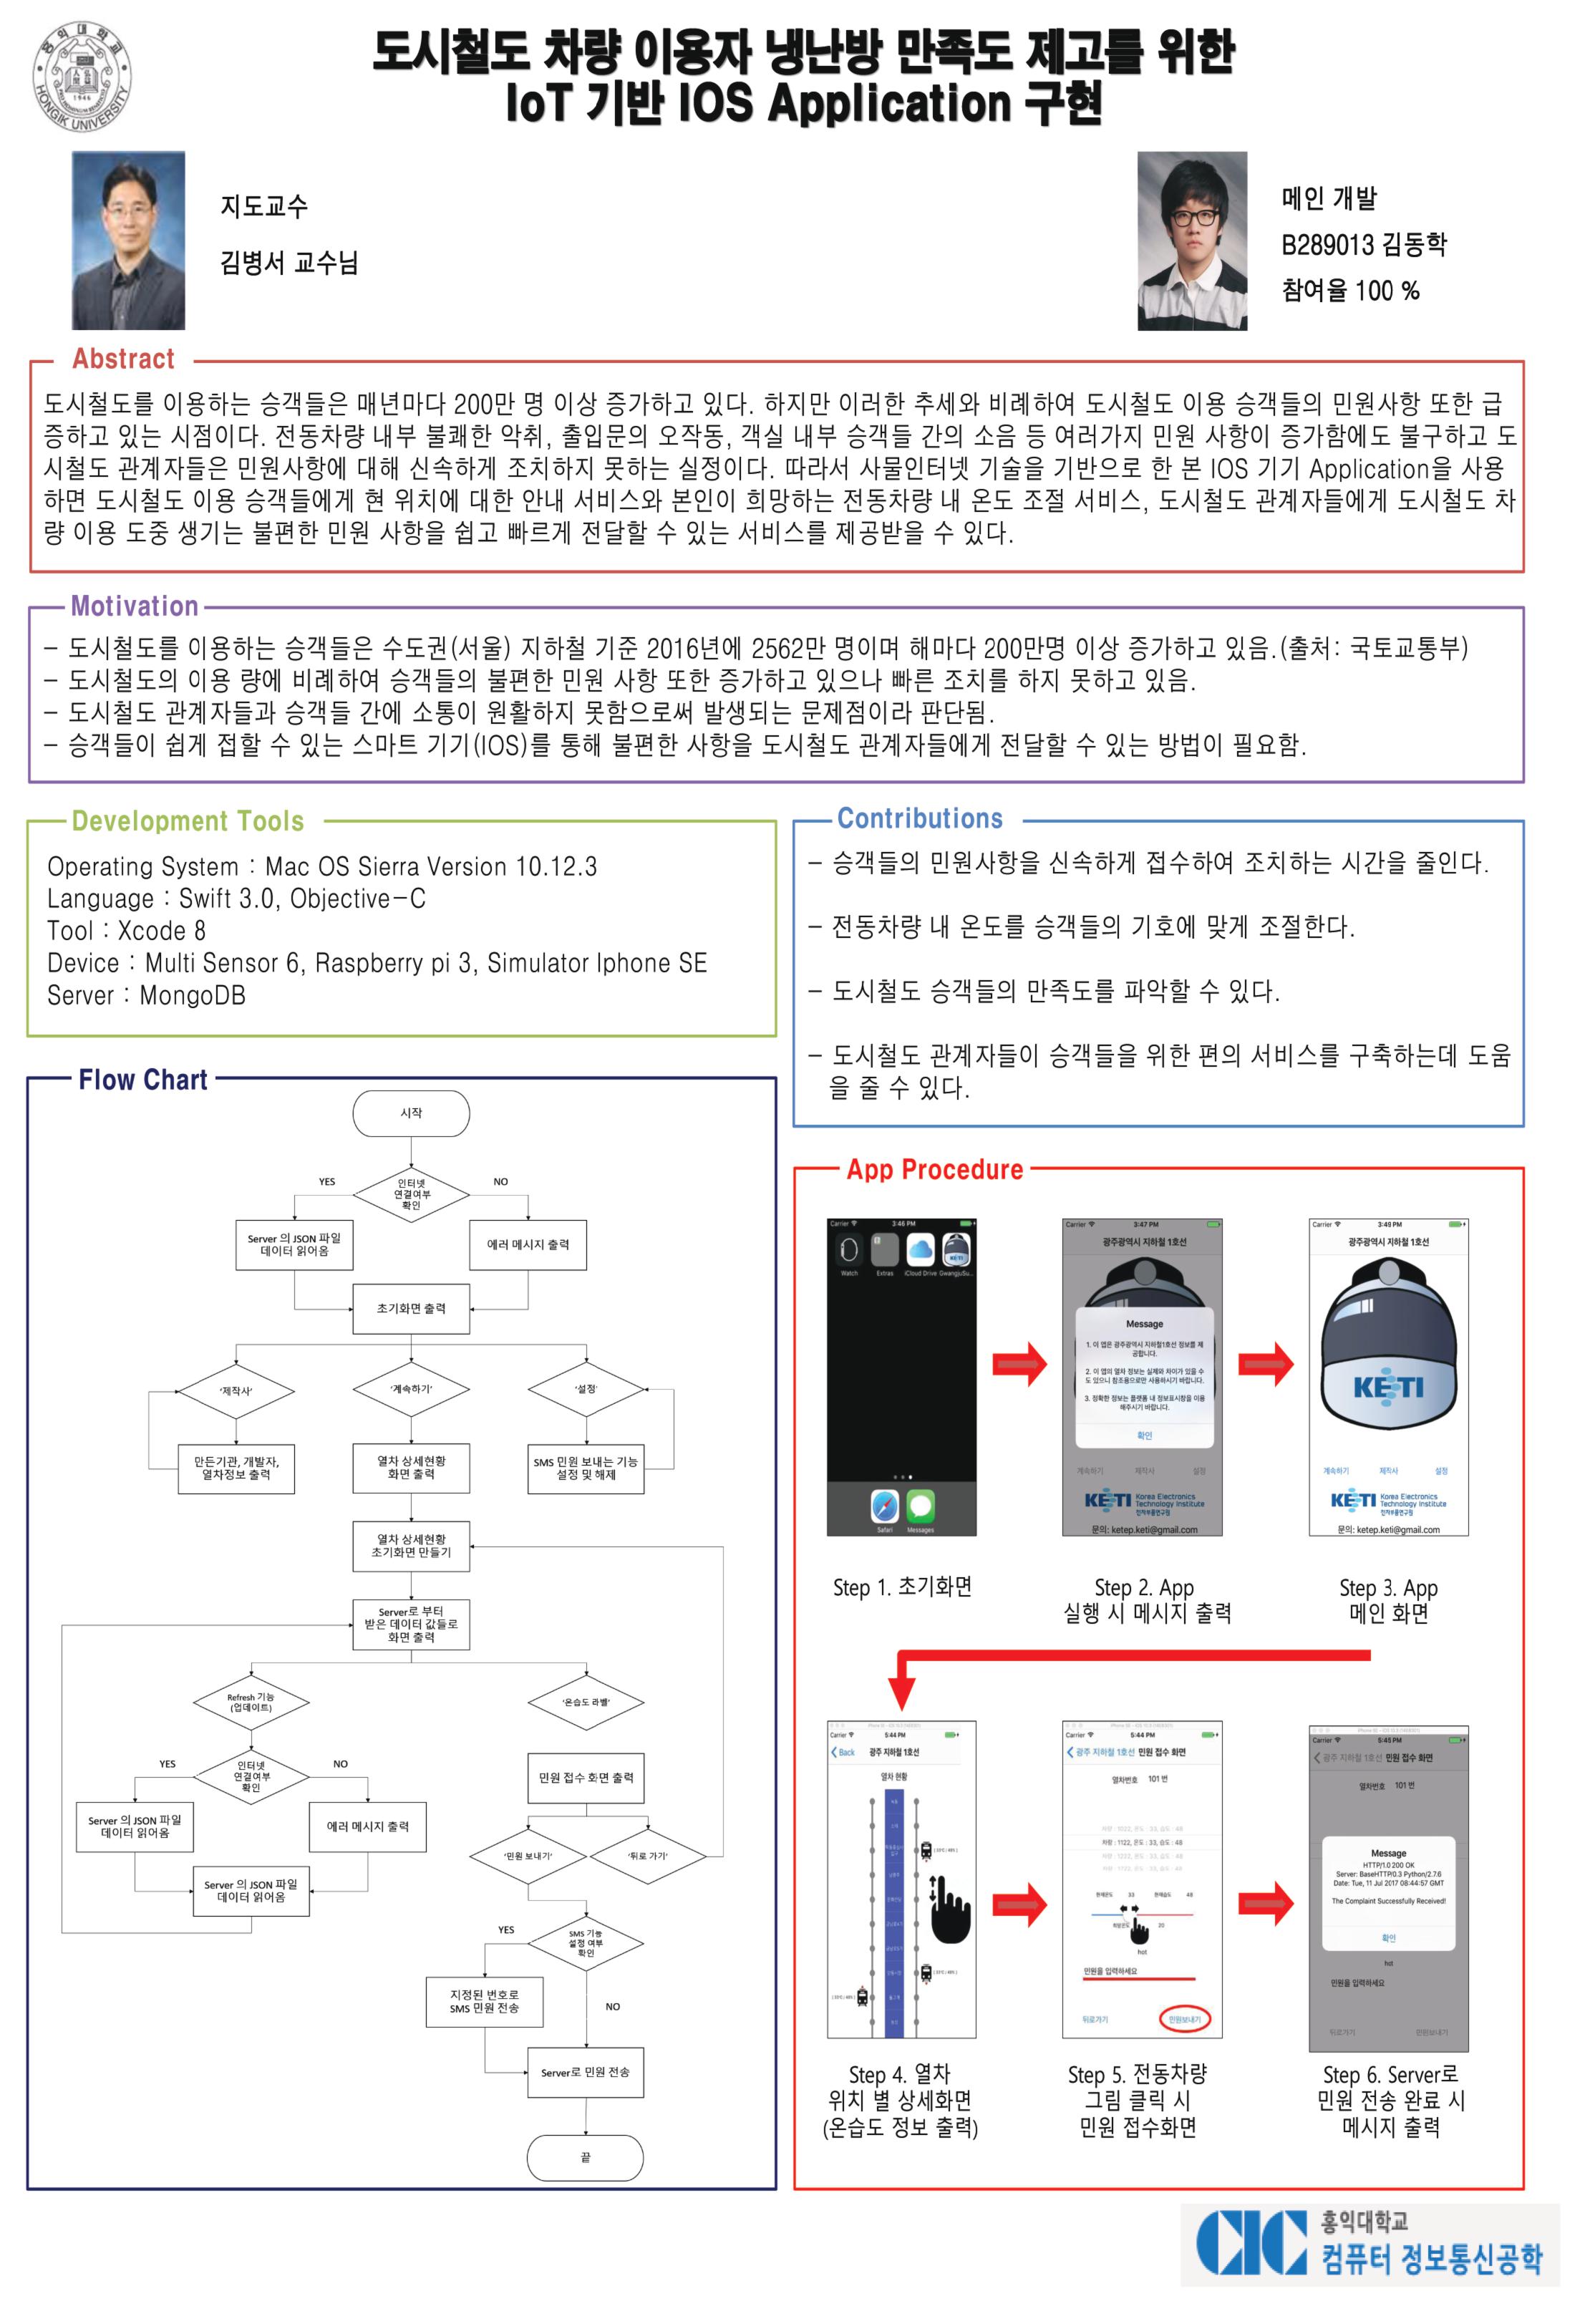 홍익대학교
HONGIK UNIVERSITY
1946
도시철도 차량 이용자 냉난방 만족도 제고를 위한
IoT 기반 IOS Application 구현
지도교수
김병서 교수님
메인 개발
B289013 김동학
참여율 100 %
Abstract
도시철도를 이용하는 승객들은 매년마다 200만 명 이상 증가하고 있다. 하지만 이러한 추세와 비례하여 도시철도 이용 승객들의 민원사항 또한 급
증하고 있는 시점이다. 전동차량 내부 불쾌한 악취, 출입문의 오작동, 객실 내부 승객들 간의 소음 등 여러가지 민원 사항이 증가함에도 불구하고 도
시철도 관계자들은 민원사항에 대해 신속하게 조치하지 못하는 실정이다. 따라서 사물인터넷 기술을 기반으로 한 본 IOS 기기 Application을 사용
하면 도시철도 이용 승객들에게 현 위치에 대한 안내 서비스와 본인이 희망하는 전동차량 내 온도 조절 서비스, 도시철도 관계자들에게 도시철도 차
량 이용 도중 생기는 불편한 민원 사항을 쉽고 빠르게 전달할 수 있는 서비스를 제공받을 수 있다.
Motivation
- 도시철도를 이용하는 승객들은 수도권(서울) 지하철 기준 2016년에 2562만 명이며 해마다 200만명 이상 증가하고 있음.(출처: 국토교통부)
- 도시철도의 이용 량에 비례하여 승객들의 불편한 민원 사항 또한 증가하고 있으나 빠른 조치를 하지 못하고 있음.
- 도시철도 관계자들과 승객들 간에 소통이 원활하지 못함으로써 발생되는 문제점이라 판단됨.
- 승객들이 쉽게 접할 수 있는 스마트 기기(IOS)를 통해 불편한 사항을 도시철도 관계자들에게 전달할 수 있는 방법이 필요함.
Development Tools
Operating System : Mac OS Sierra Version 10.12.3
Language : Swift 3.0, Objective-C
Tool : Xcode 8
Device : Multi Sensor 6, Raspberry pi 3, Simulator Iphone SE
Server : MongoDB
Contributions
- 승객들의 민원사항을 신속하게 접수하여 조치하는 시간을 줄인다.
- 전동차량 내 온도를 승객들의 기호에 맞게 조절한다.
- 도시철도 승객들의 만족도를 파악할 수 있다.
- 도시철도 관계자들이 승객들을 위한 편의 서비스를 구축하는데 도움
을 줄 수 있다.
Flow Chart
시작
YES
인터넷
연결여부
확인
NO
Server 의 JSON 파일
데이터 읽어옴
에러 메시지 출력
초기화면 출력
'제작사'
'계속하기'
'설정'
만든기관, 개발자,
열차정보 출력
열차 상세현황
화면 출력
SMS 민원 보내는 기능
설정 및 해제
열차 상세현황
초기화면 만들기
Server로 부터
받은 데이터 값들로
화면 출력
Refresh 기능
(업데이트)
'온습도 라벨'
YES
인터넷
연결여부
확인
NO
민원 접수 화면 출력
Server 의 JSON 파일
데이터 읽어옴
에러 메시지 출력
'민원 보내기'
'뒤로 가기'
Server 의 JSON 파일
데이터 읽어옴
YES
SMS 기능
설정 여부
확인
지정된 번호로
SMS 민원 전송
NO
Server로 민원 전송
끝
App Procedure
Carrier 3:46 PM
Watch Extras iCloud Drive GwangjuSu...
KETI
Safari Messages
Step 1. 초기화면
Carrier 3:47 PM
광주광역시 지하철 1호선
Message
1. 이 앱은 광주광역시 지하철1호선 정보를 제
공합니다.
2. 이 앱의 열차 정보는 실제와 차이가 있을 수
도 있으니 참조용으로만 사용하시기 바랍니다.
3. 정확한 정보는 플랫폼 내 정보표시창을 이용
해주시기 바랍니다.
확인
계속하기 제작사 설정
KETI Korea Electronics
Technology Institute
전자부품연구원
문의: ketep.keti@gmail.com
Step 2. App
실행 시 메시지 출력
Carrier 3:49 PM
광주광역시 지하철 1호선
KETI
계속하기 제작사 설정
KETI Korea Electronics
Technology Institute
전자부품연구원
문의: ketep.keti@gmail.com
Step 3. App
메인 화면
Carrier 5:44 PM
Back 광주 지하철 1호선
열차 현황
Step 4. 열차
위치 별 상세화면
(온습도 정보 출력)
Carrier 5:44 PM
광주 지하철 1호선 민원 접수 화면
열차번호 101 번
차량 : 1022, 온도 : 33, 습도 : 48
차량 : 1122, 온도 : 33, 습도 : 48
차량 : 1222, 온도 : 33, 습도 : 48
현재온도 33 현재습도 48
희망온도 20
hot
민원을 입력하세요
뒤로가기 민원보내기
Step 5. 전동차량
그림 클릭 시
민원 접수화면
Carrier 5:45 PM
광주 지하철 1호선 민원 접수 화면
열차번호 101 번
Message
HTTP/1.0 200 OK
Server: BaseHTTP/0.3 Python/2.7.6
Date: Tue, 11 Jul 2017 08:44:57 GMT
The Complaint Successfully Received!
확인
hot
민원을 입력하세요
뒤로가기 민원보내기
Step 6. Server로
민원 전송 완료 시
메시지 출력
CIC 홍익대학교
컴퓨터 정보통신공학